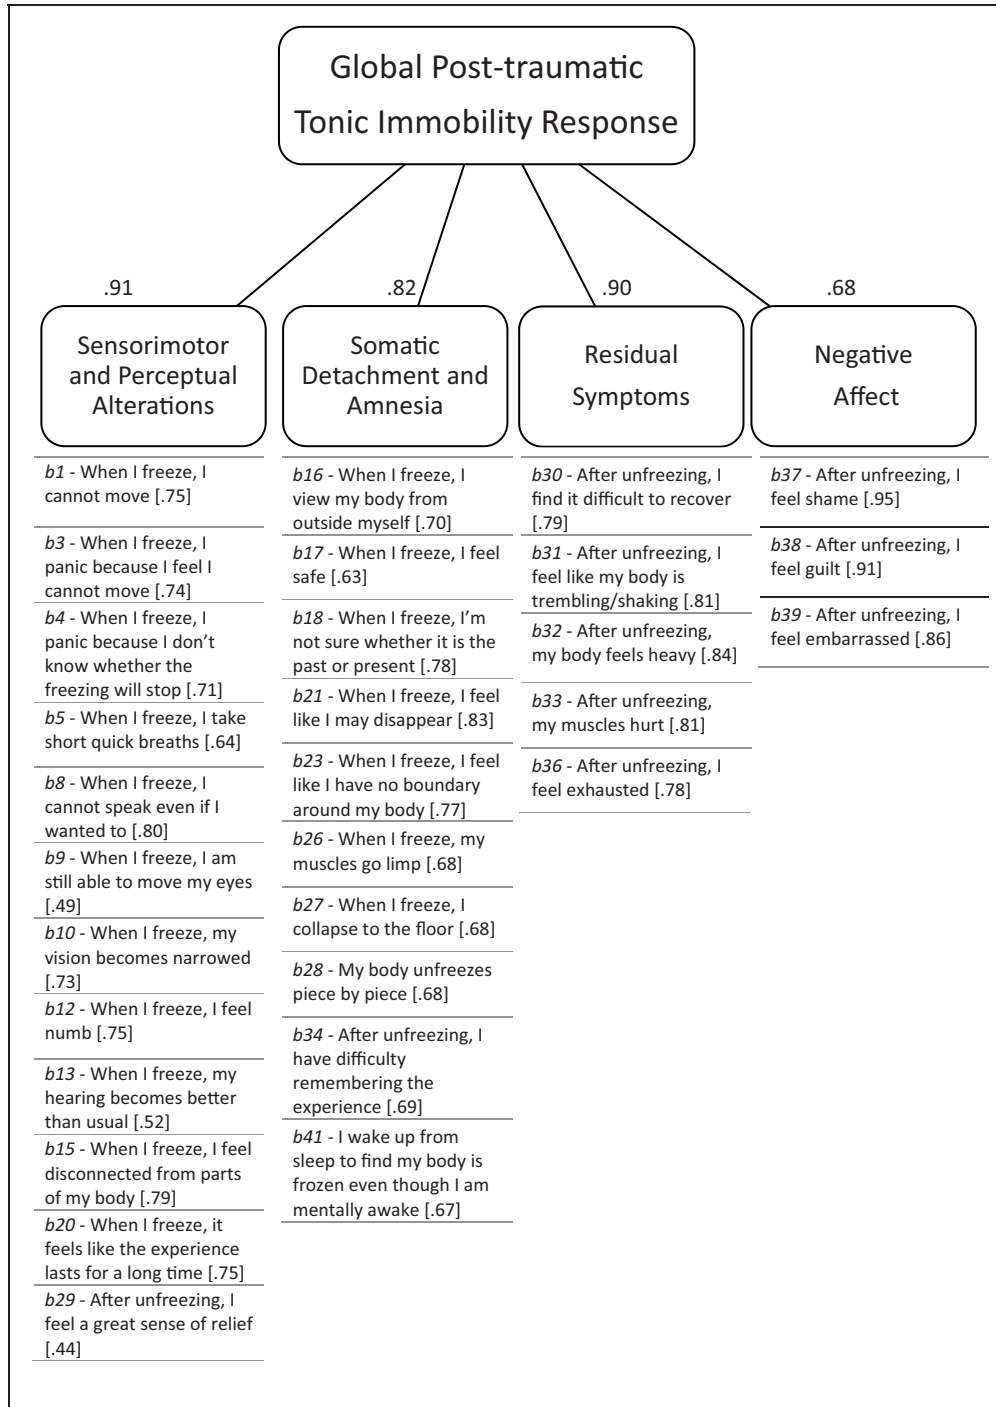 Global Post-traumatic
Tonic Immobility Response
.91
.82
.90
.68
Sensorimotor
and Perceptual
Alterations
Somatic
Detachment and
Amnesia
Residual
Symptoms
Negative
Affect
b1 - When I freeze, I
cannot move [.75]
b3 - When I freeze, I
panic because I feel I
cannot move [.74]
b4 - When I freeze, I
panic because I don’t
know whether the
freezing will stop [.71]
b5 - When I freeze, I take
short quick breaths [.64]
b8 - When I freeze, I
cannot speak even if I
wanted to [.80]
b9 - When I freeze, I am
still able to move my eyes
[.49]
b10 - When I freeze, my
vision becomes narrowed
[.73]
b12 - When I freeze, I feel
numb [.75]
b13 - When I freeze, my
hearing becomes better
than usual [.52]
b15 - When I freeze, I feel
disconnected from parts
of my body [.79]
b20 - When I freeze, it
feels like the experience
lasts for a long time [.75]
b29 - After unfreezing, I
feel a great sense of relief
[.44]
b16 - When I freeze, I
view my body from
outside myself [.70]
b17 - When I freeze, I feel
safe [.63]
b18 - When I freeze, I’m
not sure whether it is the
past or present [.78]
b21 - When I freeze, I feel
like I may disappear [.83]
b23 - When I freeze, I feel
like I have no boundary
around my body [.77]
b26 - When I freeze, my
muscles go limp [.68]
b27 - When I freeze, I
collapse to the floor [.68]
b28 - My body unfreezes
piece by piece [.68]
b34 - After unfreezing, I
have difficulty
remembering the
experience [.69]
b41 - I wake up from
sleep to find my body is
frozen even though I am
mentally awake [.67]
b30 - After unfreezing, I
find it difficult to recover
[.79]
b31 - After unfreezing, I
feel like my body is
trembling/shaking [.81]
b32 - After unfreezing,
my body feels heavy [.84]
b33 - After unfreezing,
my muscles hurt [.81]
b36 - After unfreezing, I
feel exhausted [.78]
b37 - After unfreezing, I
feel shame [.95]
b38 - After unfreezing, I
feel guilt [.91]
b39 - After unfreezing, I
feel embarrassed [.86]